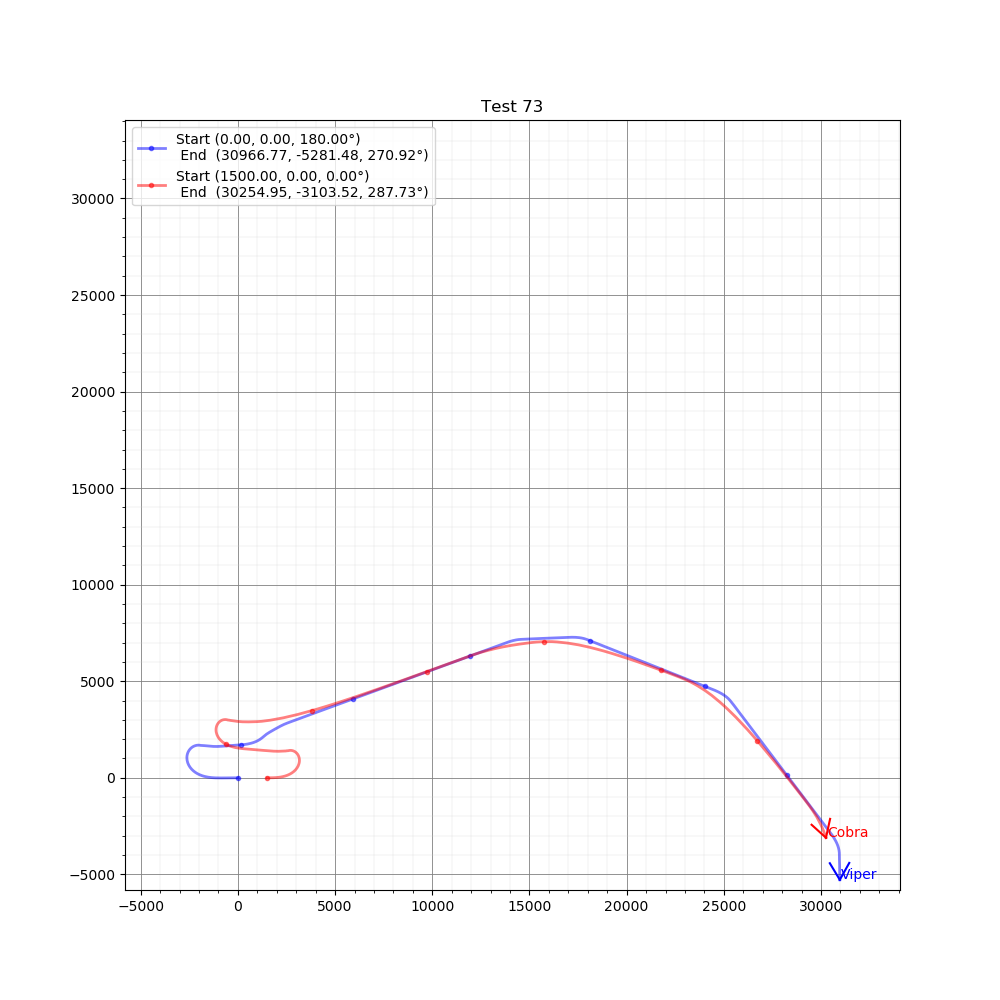 Test 73
Start (0.00, 0.00, 180.00°)
End (30966.77, -5281.48, 270.92°)
Start (1500.00, 0.00, 0.00°)
End (30254.95, -3103.52, 287.73°)
30000
25000
20000
15000
10000
5000
0
−5000
Cobra
Viper
−5000 0 5000 10000 15000 20000 25000 30000